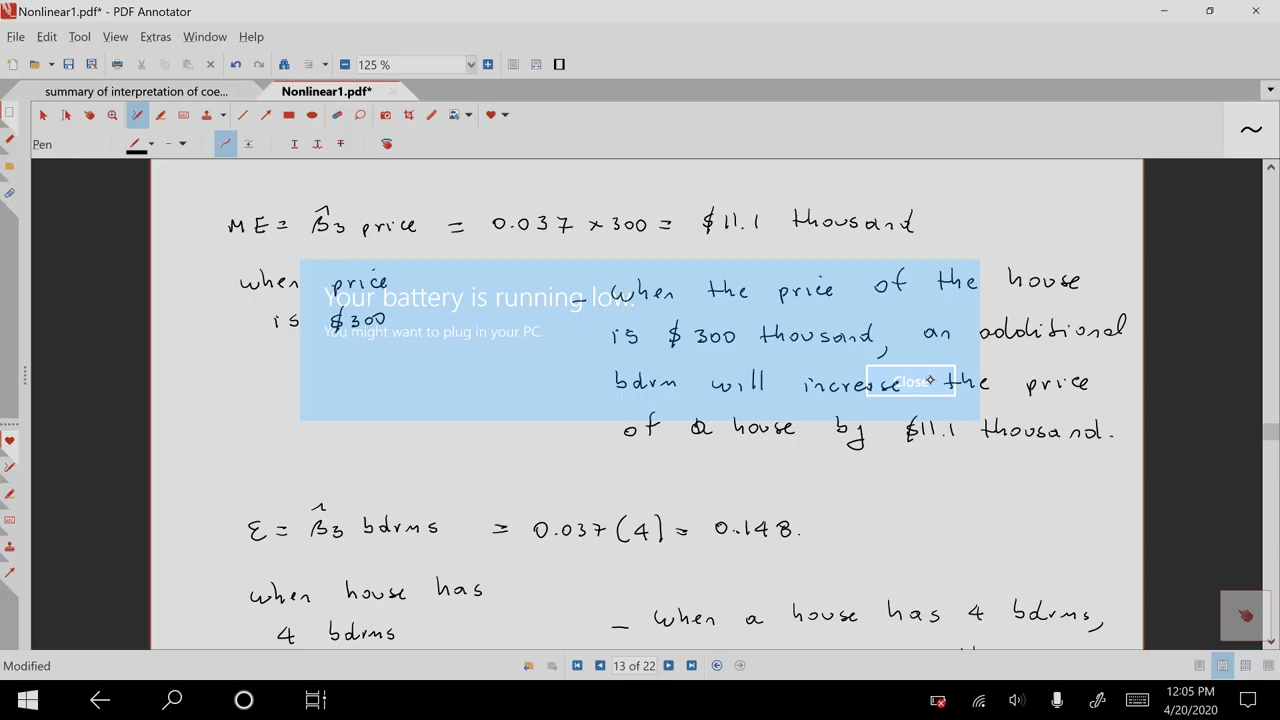 Nonlinear1.pdf* - PDF Annotator
File Edit Tool View Extras Window Help
125 %
summary of interpretation of coe...
Nonlinear1.pdf*
Pen
ME = β̂3 price = 0.037 × 300 = $11.1 thousand
when price
is $300
– when the price of the house
is $300 thousand, an additional
bdrm will increase the price
of a house by $11.1 thousand.
Your battery is running low.
You might want to plug in your PC.
Close
ε = β̂3 bdrms = 0.037 (4) = 0.148.
when house has
4 bdrms
– when a house has 4 bdrms,
Modified
13 of 22
12:05 PM
4/20/2020